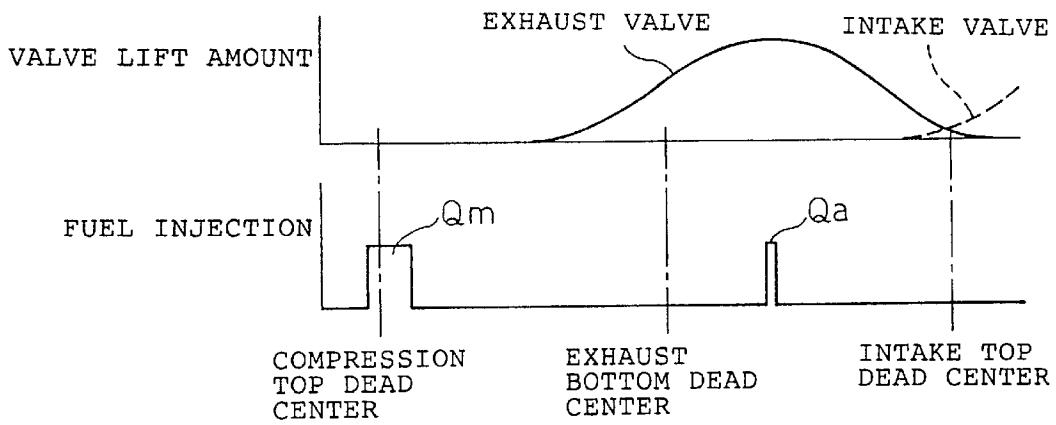 EXHAUST VALVE
INTAKE VALVE
VALVE LIFT AMOUNT
FUEL INJECTION
Qm
Qa
COMPRESSION
TOP DEAD
CENTER
EXHAUST
BOTTOM DEAD
CENTER
INTAKE TOP
DEAD CENTER